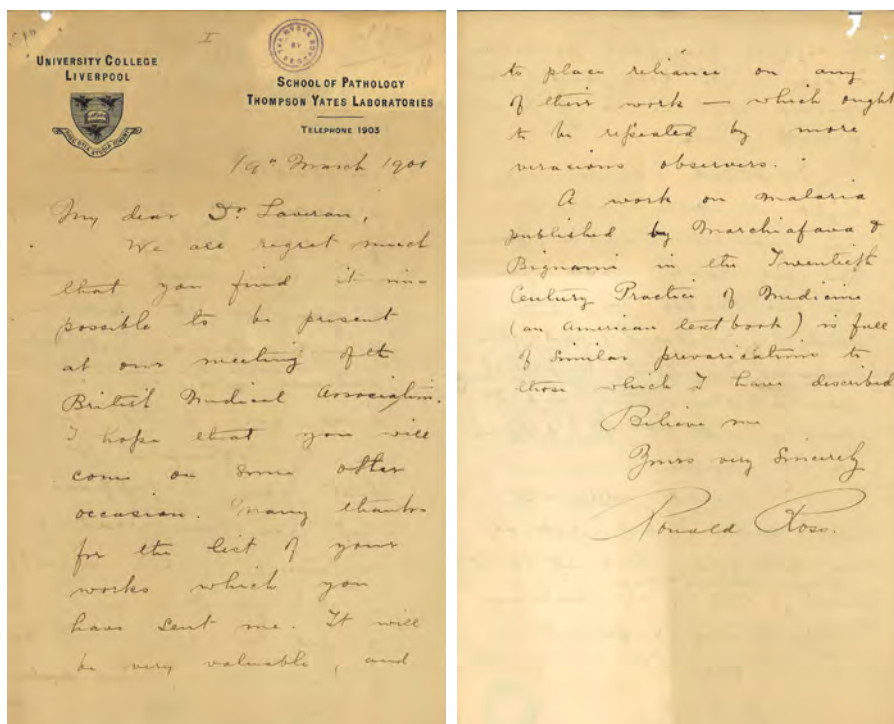 I
UNIVERSITY COLLEGE
LIVERPOOL
SCHOOL OF PATHOLOGY
THOMPSON YATES LABORATORIES
TELEPHONE 1903
19th March 1901
My dear Dr Laveran,
We all regret much
that you find it im-
possible to be present
at our meeting of the
British Medical Association.
I hope that you will
come on some other
occasion. Many thanks
for the list of your
works which you
have sent me. It will
be very valuable, and
to place reliance on any
of their work — which ought
to be repeated by more
veracious observers.
A work on malaria
published by Marchiafava &
Bignami in the Twentieth
Century Practice of Medicine
(an American textbook) is full
of similar prevarications to
those which I have described
Believe me
Yours very sincerely
Ronald Ross.